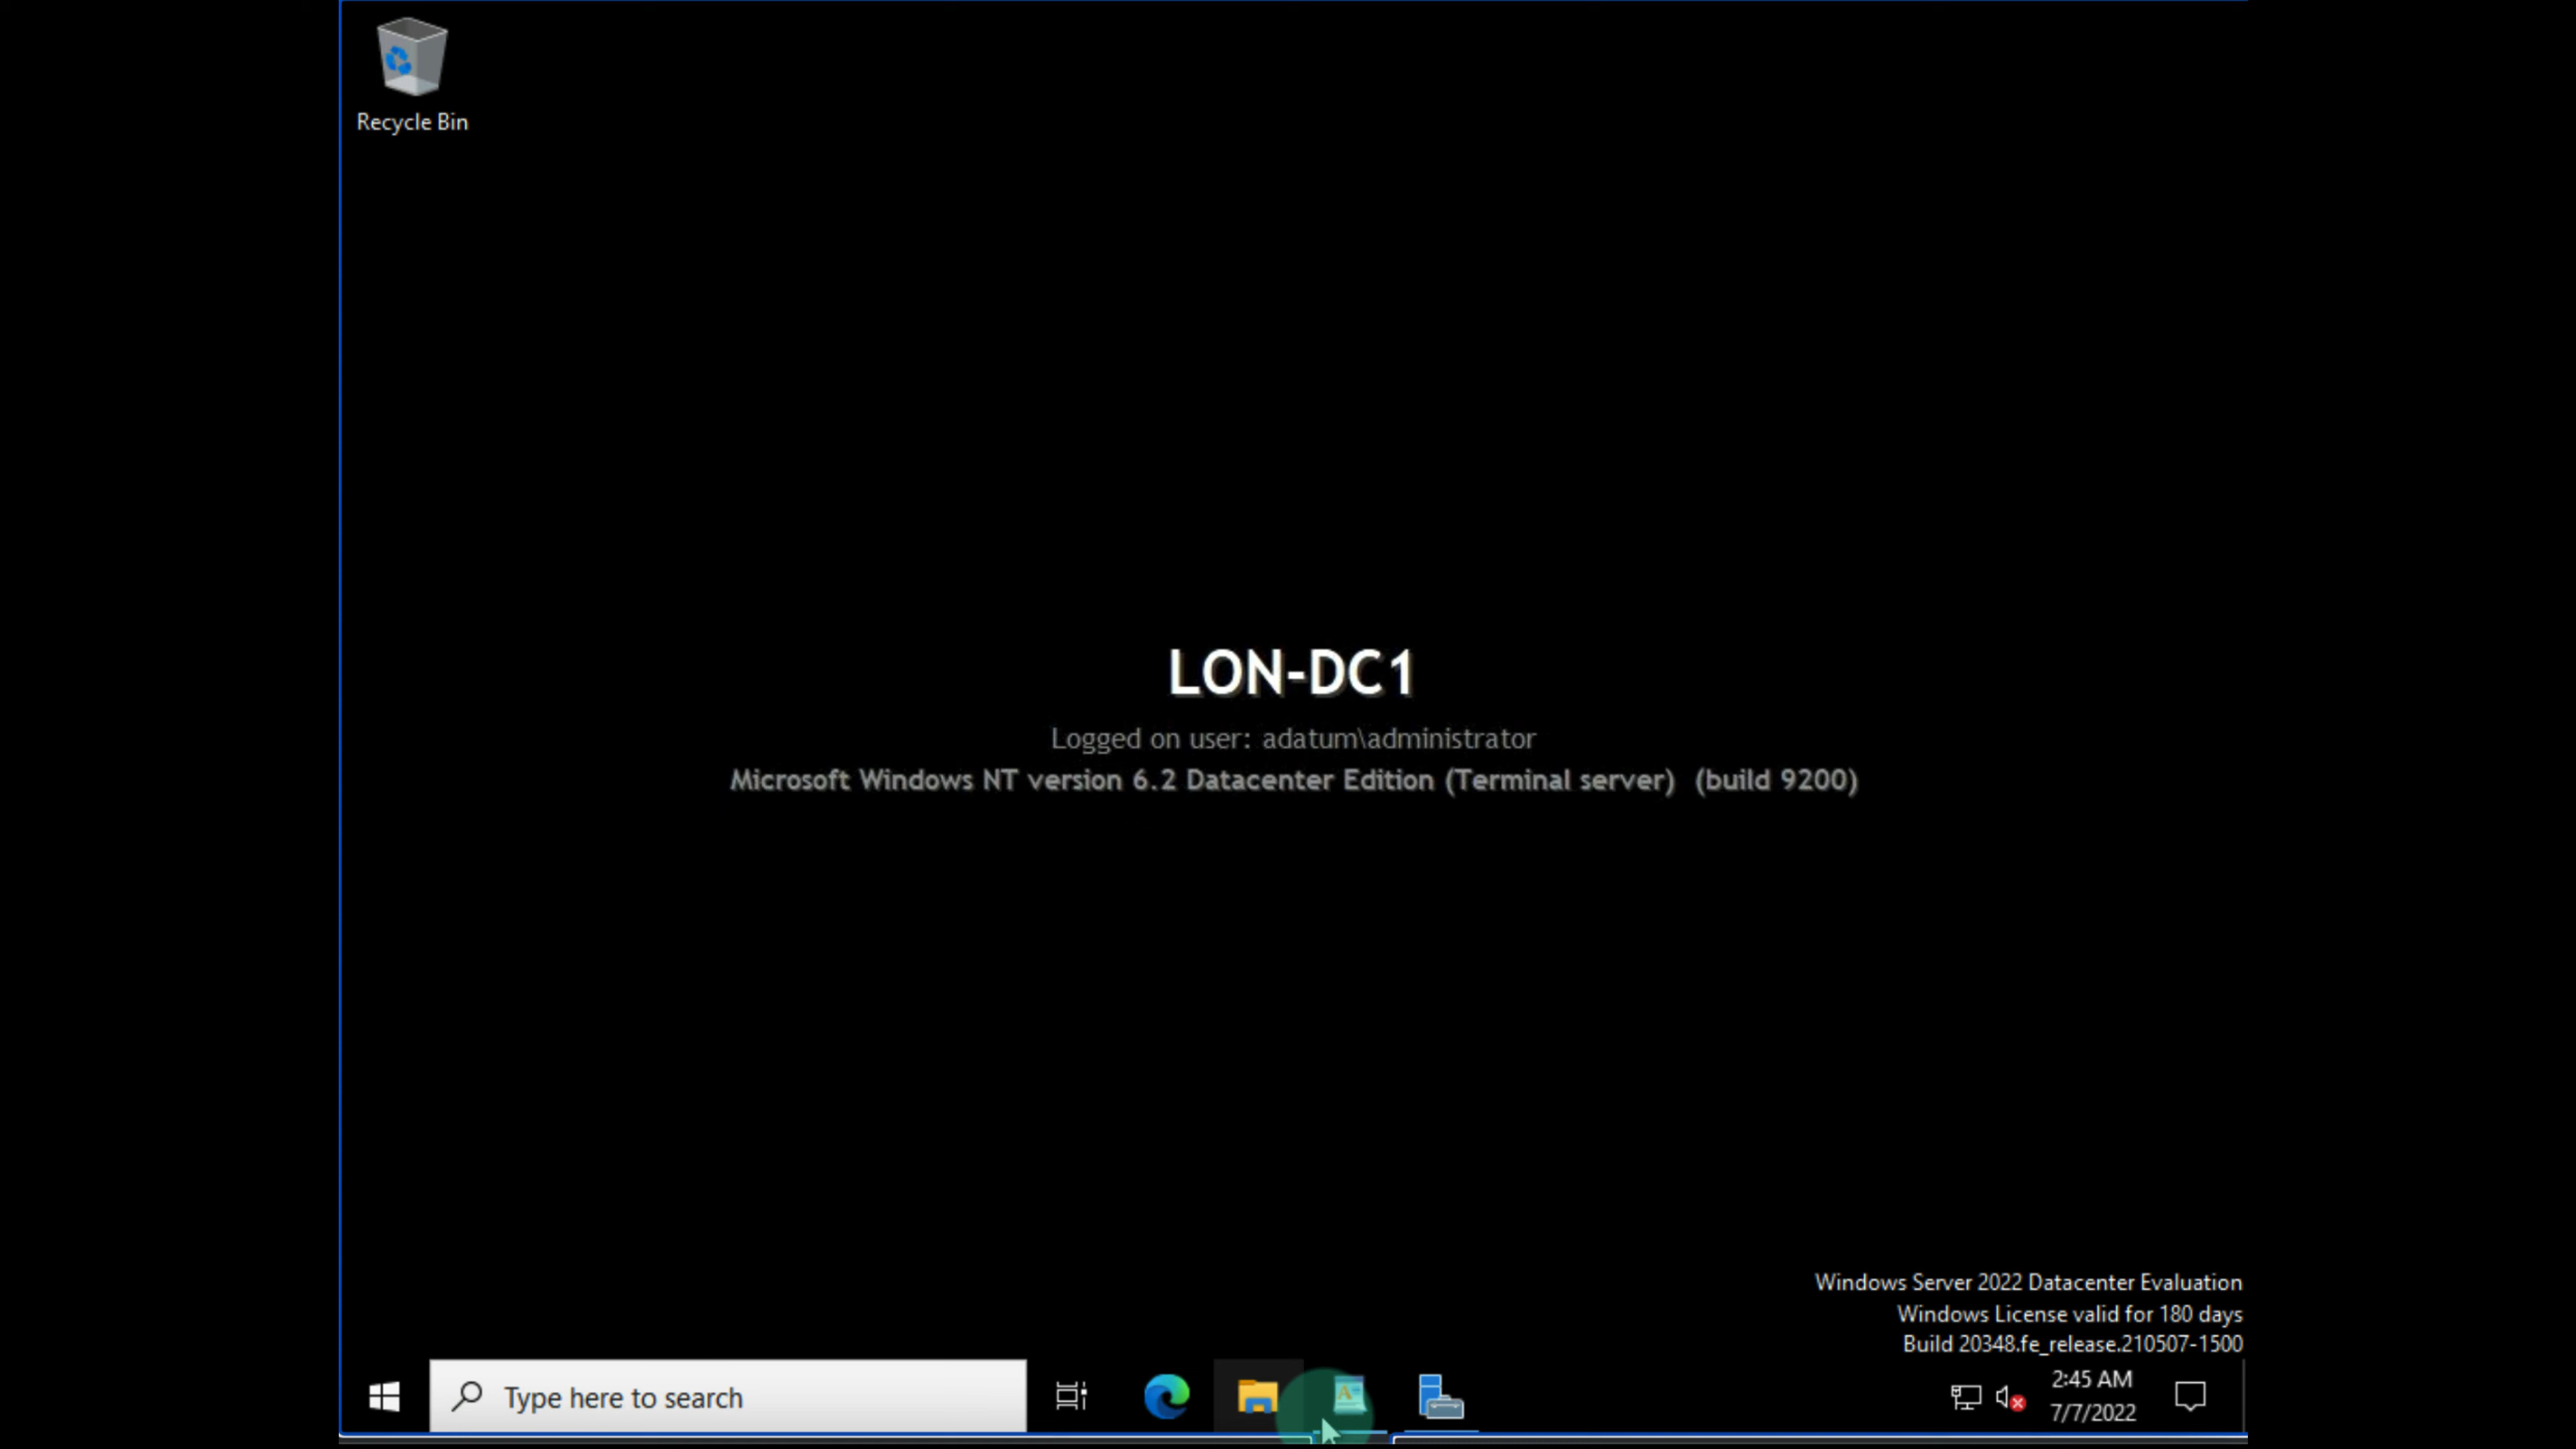 Recycle Bin
LON-DC1
Logged on user: adatum\administrator
Microsoft Windows NT version 6.2 Datacenter Edition (Terminal server)  (build 9200)
Windows Server 2022 Datacenter Evaluation
Windows License valid for 180 days
Build 20348.fe_release.210507-1500
Type here to search
2:45 AM
7/7/2022